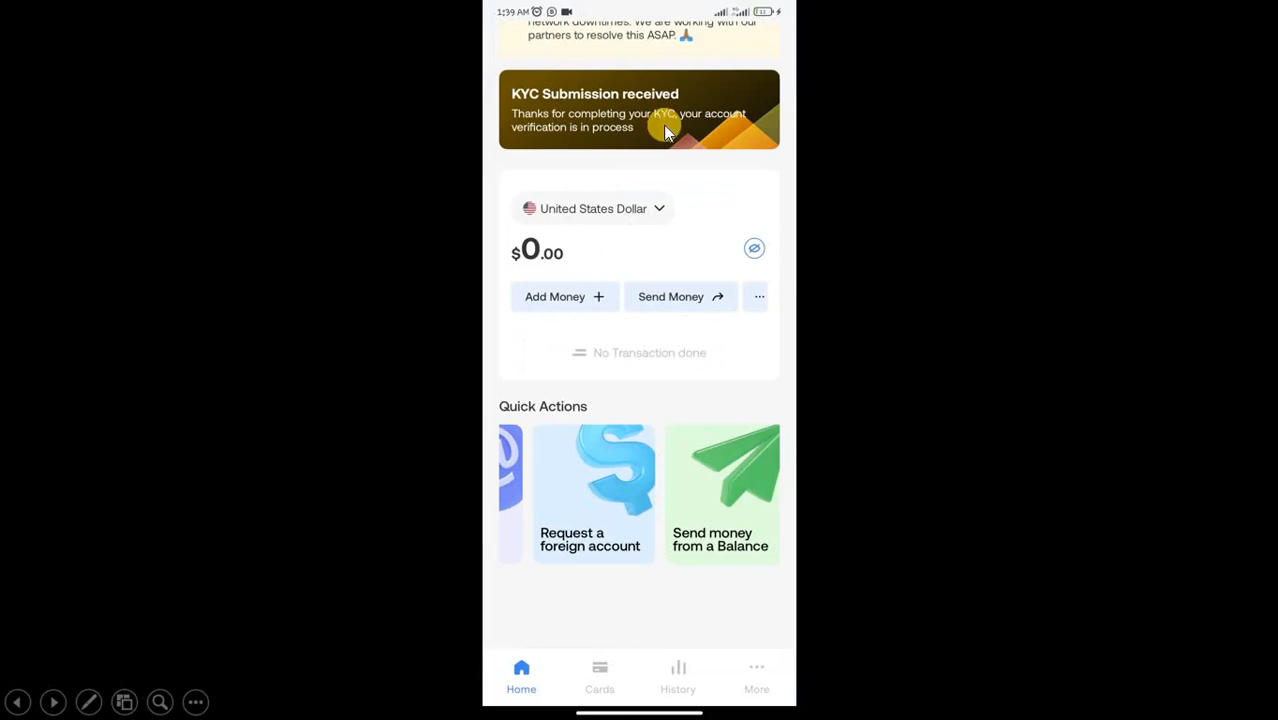 1:39 AM
network downtimes. We are working with our
partners to resolve this ASAP. 🙏🏾
KYC Submission received
Thanks for completing your KYC, your account
verification is in process
United States Dollar
$0.00
Add Money +
Send Money
...
No Transaction done
Quick Actions
@
$
Request a
foreign account
Send money
from a Balance
Home
Cards
History
More